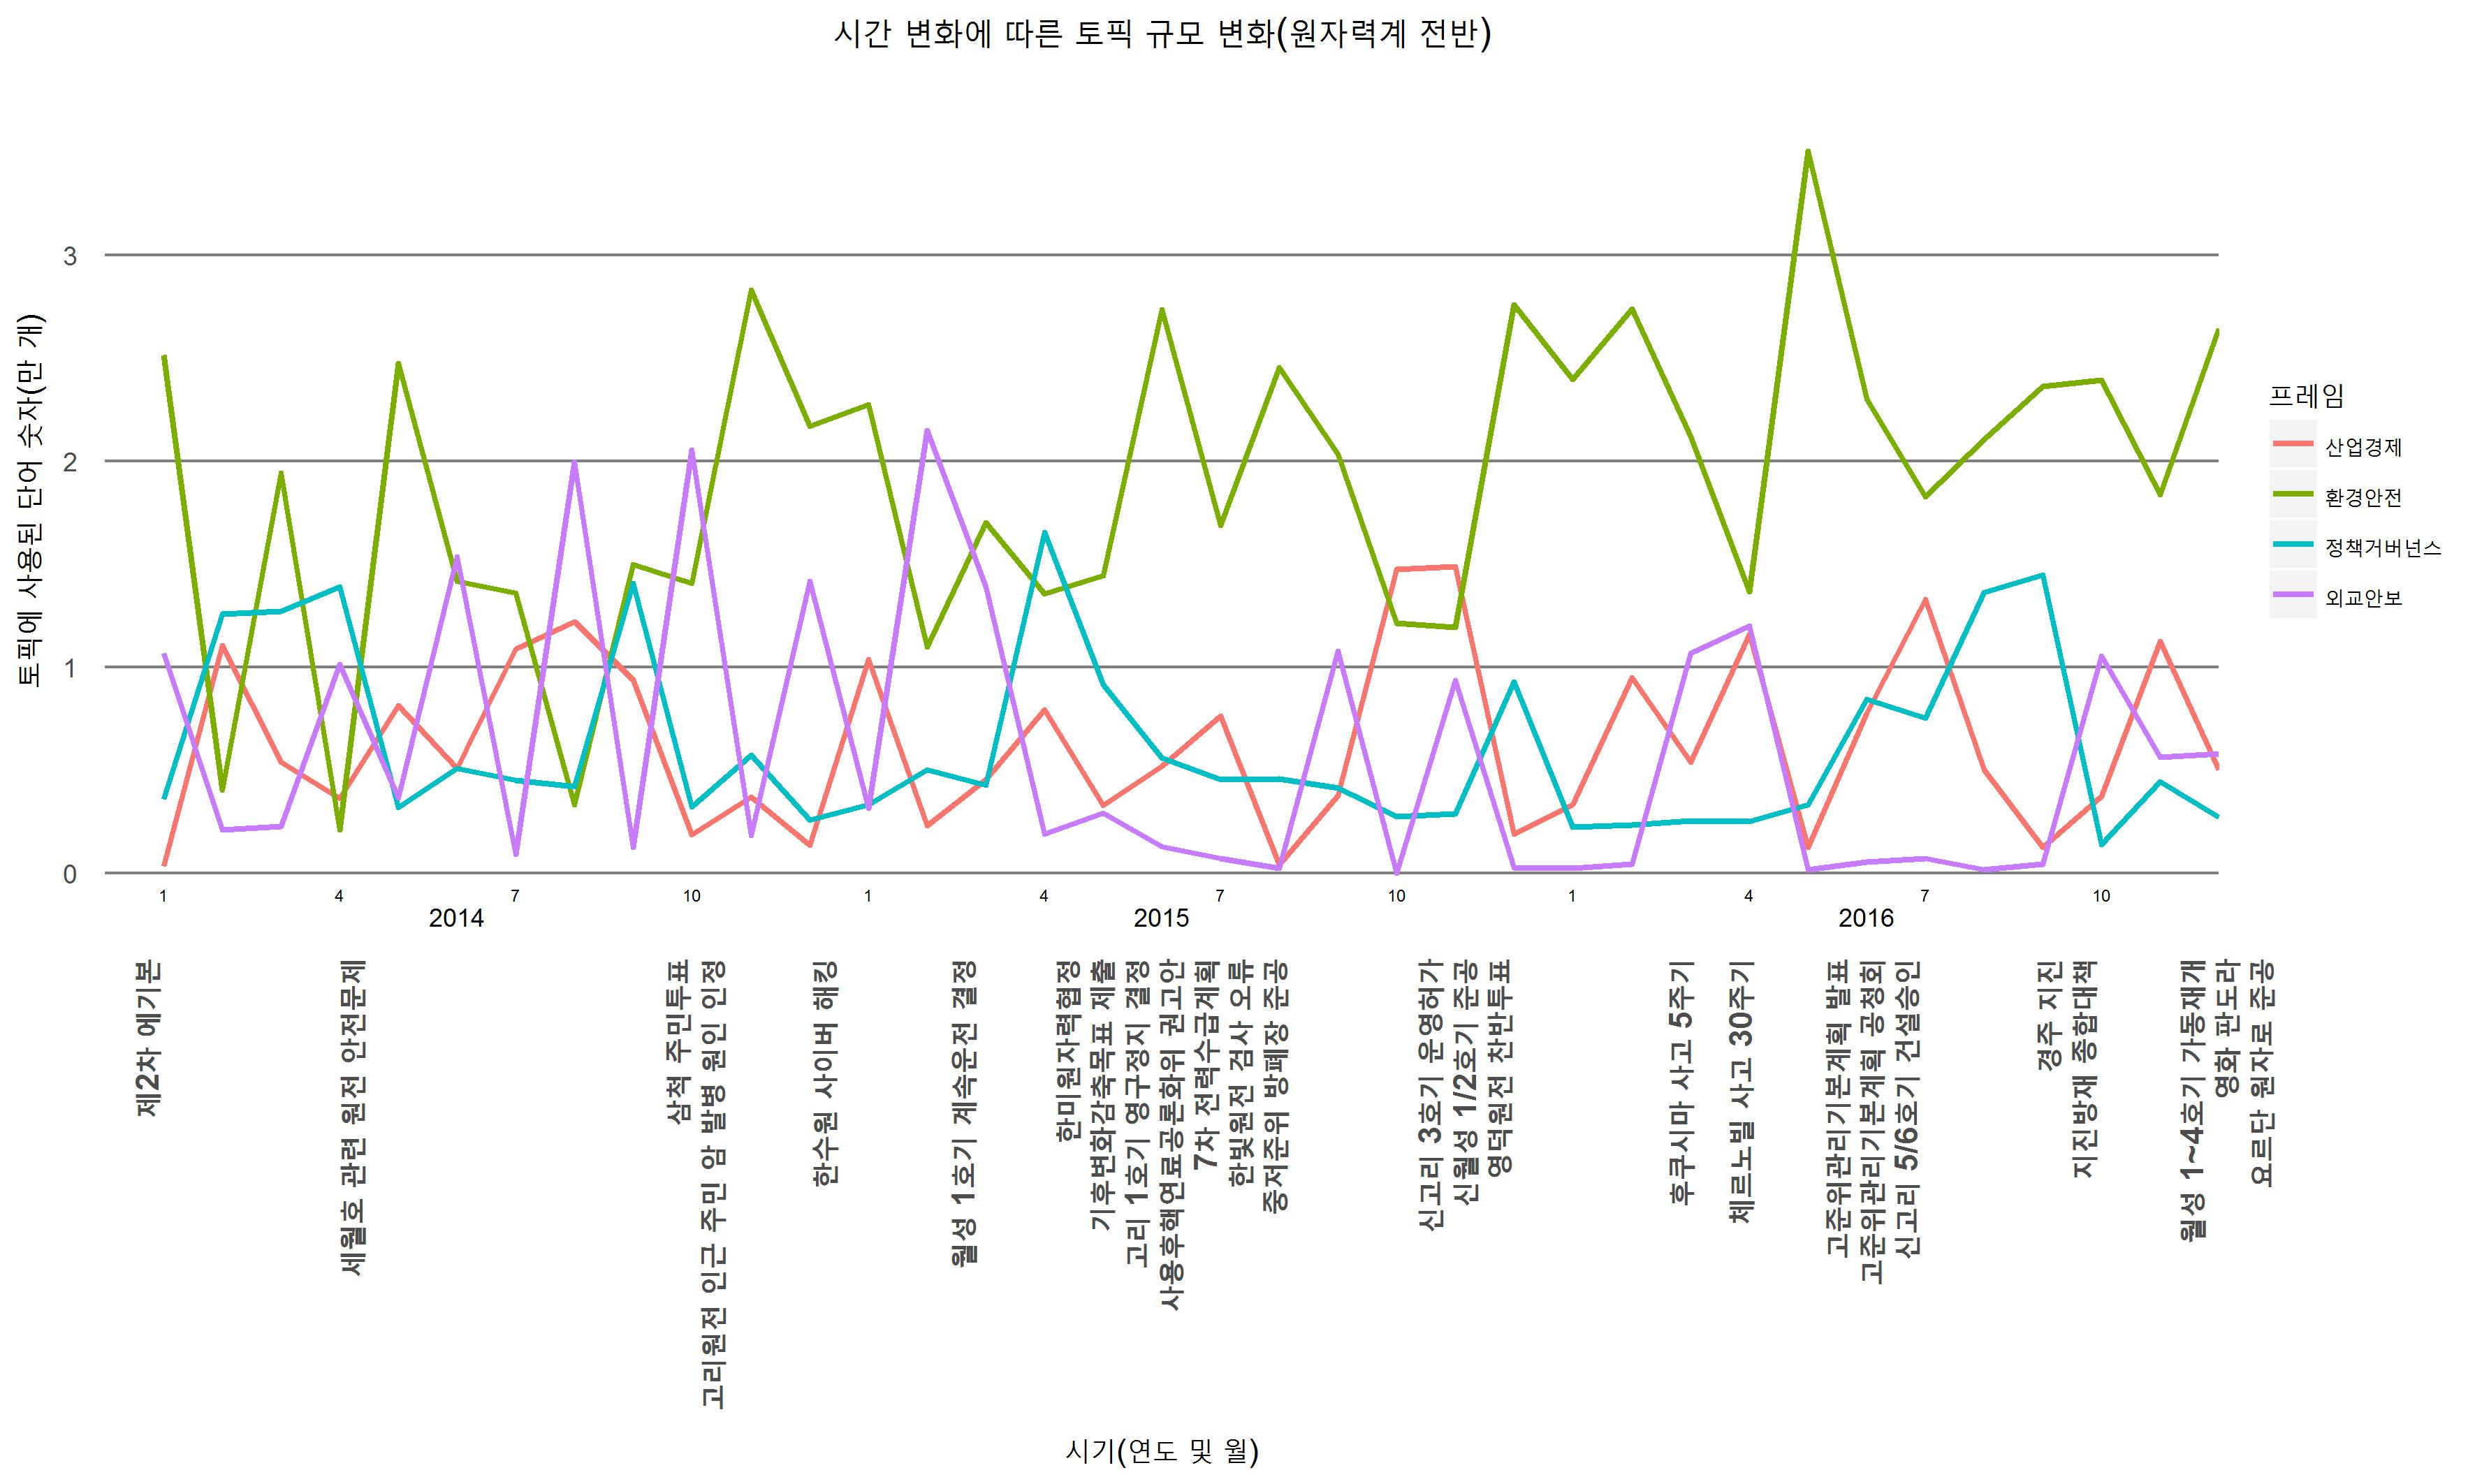 시간 변화에 따른 토픽 규모 변화(원자력계 전반)
토픽에 사용된 단어 숫자(만 개)
3
2
1
0
프레임
산업경제
환경안전
정책거버넌스
외교안보
1 4 7 10 1 4 7 10 1 4 7 10
2014 2015 2016
제2차 에기본
세월호 관련 원전 안전문제
삼척 주민투표
고리원전 인근 주민 암 발병 원인 인정
한수원 사이버 해킹
월성 1호기 계속운전 결정
한미원자력협정
기후변화감축목표 제출
고리 1호기 영구정지 결정
사용후핵연료공론화위 권고안
7차 전력수급계획
한빛원전 검사 오류
중저준위 방폐장 준공
신고리 3호기 운영허가
신월성 1/2호기 준공
영덕원전 찬반투표
후쿠시마 사고 5주기
체르노빌 사고 30주기
고준위관리기본계획 발표
고준위관리기본계획 공청회
신고리 5/6호기 건설승인
경주 지진
지진방재 종합대책
월성 1~4호기 가동재개
영화 판도라
요르단 원자로 준공
시기(연도 및 월)